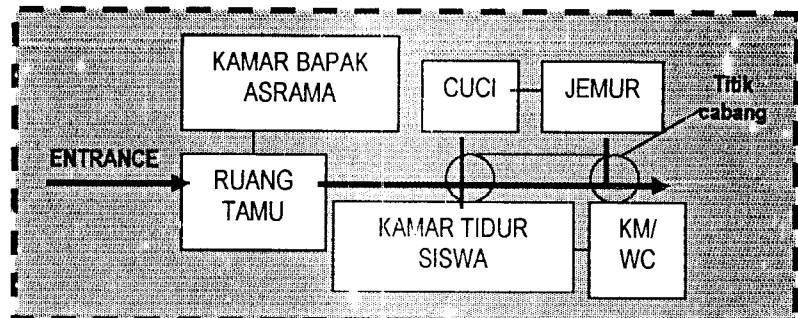 KAMAR BAPAK
ASRAMA
CUCI
JEMUR
Titik
cabang
ENTRANCE
RUANG
TAMU
KAMAR TIDUR
SISWA
KM/
WC